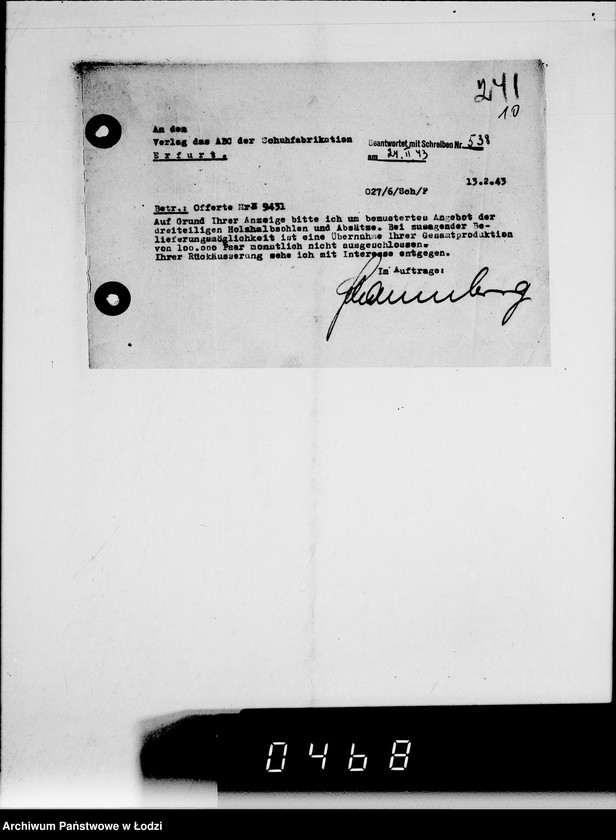 241
10
An den
Verlag das ABC der Schuhfabrikation
Erfurt.
Beantwortet mit Schreiben Nr. 538
am 24. II 43
13.2.43
027/6/Sch/P
Betr.: Offerte Nr. 9431
Auf Grund Ihrer Anzeige bitte ich um bemustertes Angebot der
dreiteiligen Holzhalbsohlen und Absätze. Bei zusagender Be-
lieferungsmöglichkeit ist eine Übernahme Ihrer Gesamtproduktion
von 100.000 Paar monatlich nicht ausgeschlossen.
Ihrer Rückäusserung sehe ich mit Interesse entgegen.
Im Auftrage:
0468
Archiwum Państwowe w Łodzi